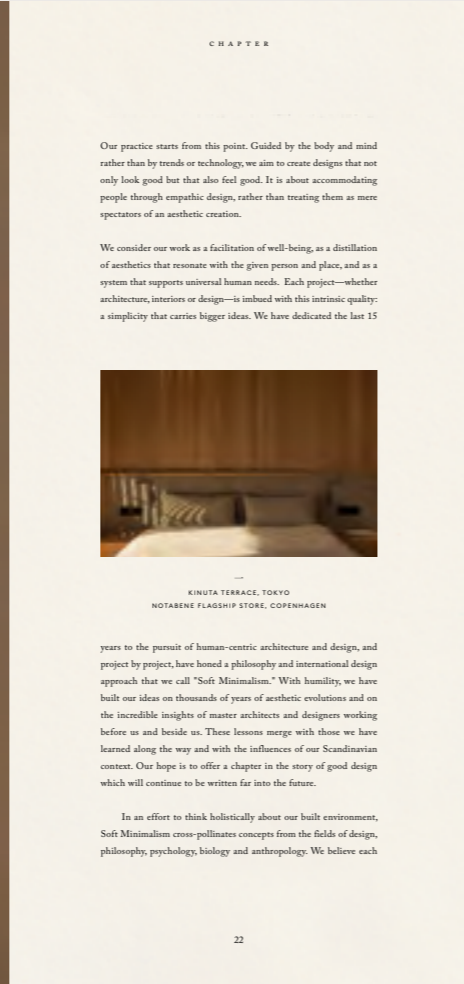 CHAPTER
Our practice starts from this point. Guided by the body and mind
rather than by trends or technology, we aim to create designs that not
only look good but that also feel good. It is about accommodating
people through empathic design, rather than treating them as mere
spectators of an aesthetic creation.
We consider our work as a facilitation of well-being, as a distillation
of aesthetics that resonate with the given person and place, and as a
system that supports universal human needs. Each project—whether
architecture, interiors or design—is imbued with this intrinsic quality:
a simplicity that carries bigger ideas. We have dedicated the last 15
—
KINUTA TERRACE, TOKYO
NOTABENE FLAGSHIP STORE, COPENHAGEN
years to the pursuit of human-centric architecture and design, and
project by project, have honed a philosophy and international design
approach that we call "Soft Minimalism." With humility, we have
built our ideas on thousands of years of aesthetic evolutions and on
the incredible insights of master architects and designers working
before us and beside us. These lessons merge with those we have
learned along the way and with the influences of our Scandinavian
context. Our hope is to offer a chapter in the story of good design
which will continue to be written far into the future.
In an effort to think holistically about our built environment,
Soft Minimalism cross-pollinates concepts from the fields of design,
philosophy, psychology, biology and anthropology. We believe each
22